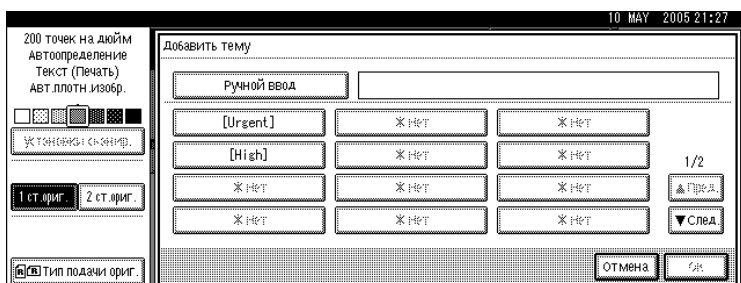 10 MAY 2005 21:27
200 точек на дюйм
Автоопределение
Текст (Печать)
Авт.плотн.изобр.
Установки сканир.
1 ст.ориг. 2 ст.ориг.
Тип подачи ориг.
Добавить тему
Ручной ввод
[Urgent] Ж Нет Ж Нет
[High] Ж Нет Ж Нет
1/2
Ж Нет Ж Нет Ж Нет
▲Пред.
Ж Нет Ж Нет Ж Нет
▼След.
Отмена OK